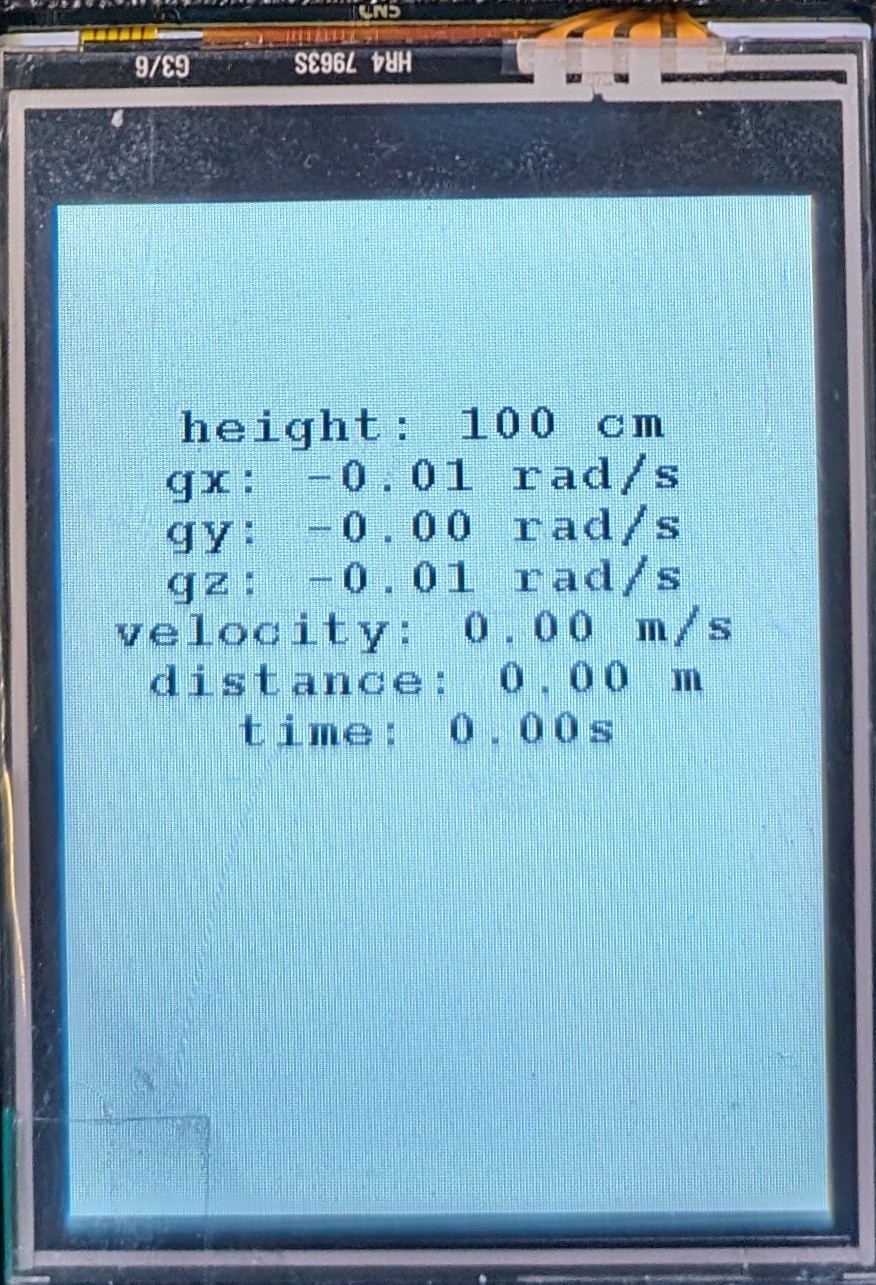 CN5
G3/6 HR4 7963S
height: 100 cm
gx: -0.01 rad/s
gy: -0.00 rad/s
gz: -0.01 rad/s
velocity: 0.00 m/s
distance: 0.00 m
time: 0.00s